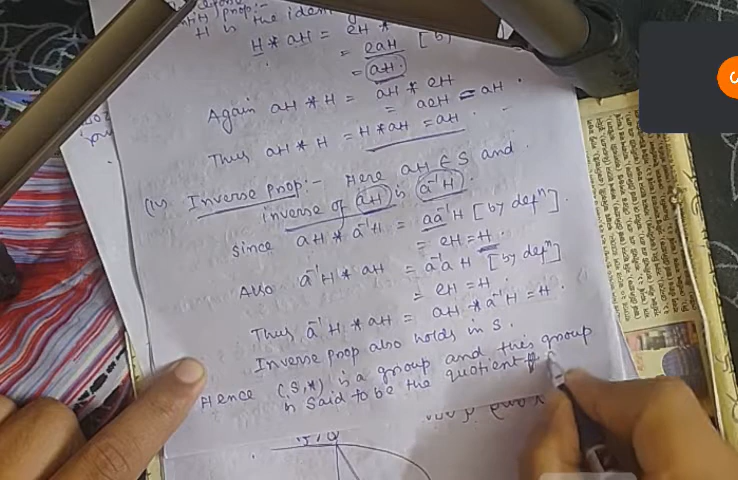 prop:-
H is the iden
H * aH = eH *
= eaH [b
= aH.
Again aH * H = aH * eH
= aeH = aH.
Thus aH * H = H * aH = aH
(iv) Inverse prop:- Here aH ∈ S and
inverse of aH is a⁻¹H.
since aH * a⁻¹H = aa⁻¹H [by defⁿ].
= eH = H.
Also a⁻¹H * aH = a⁻¹aH [by defⁿ]
= eH = H.
Thus a⁻¹H * aH = aH * a⁻¹H = H.
Inverse prop also holds in S.
Hence (S,*) is a group and this group
is said to be the quotient